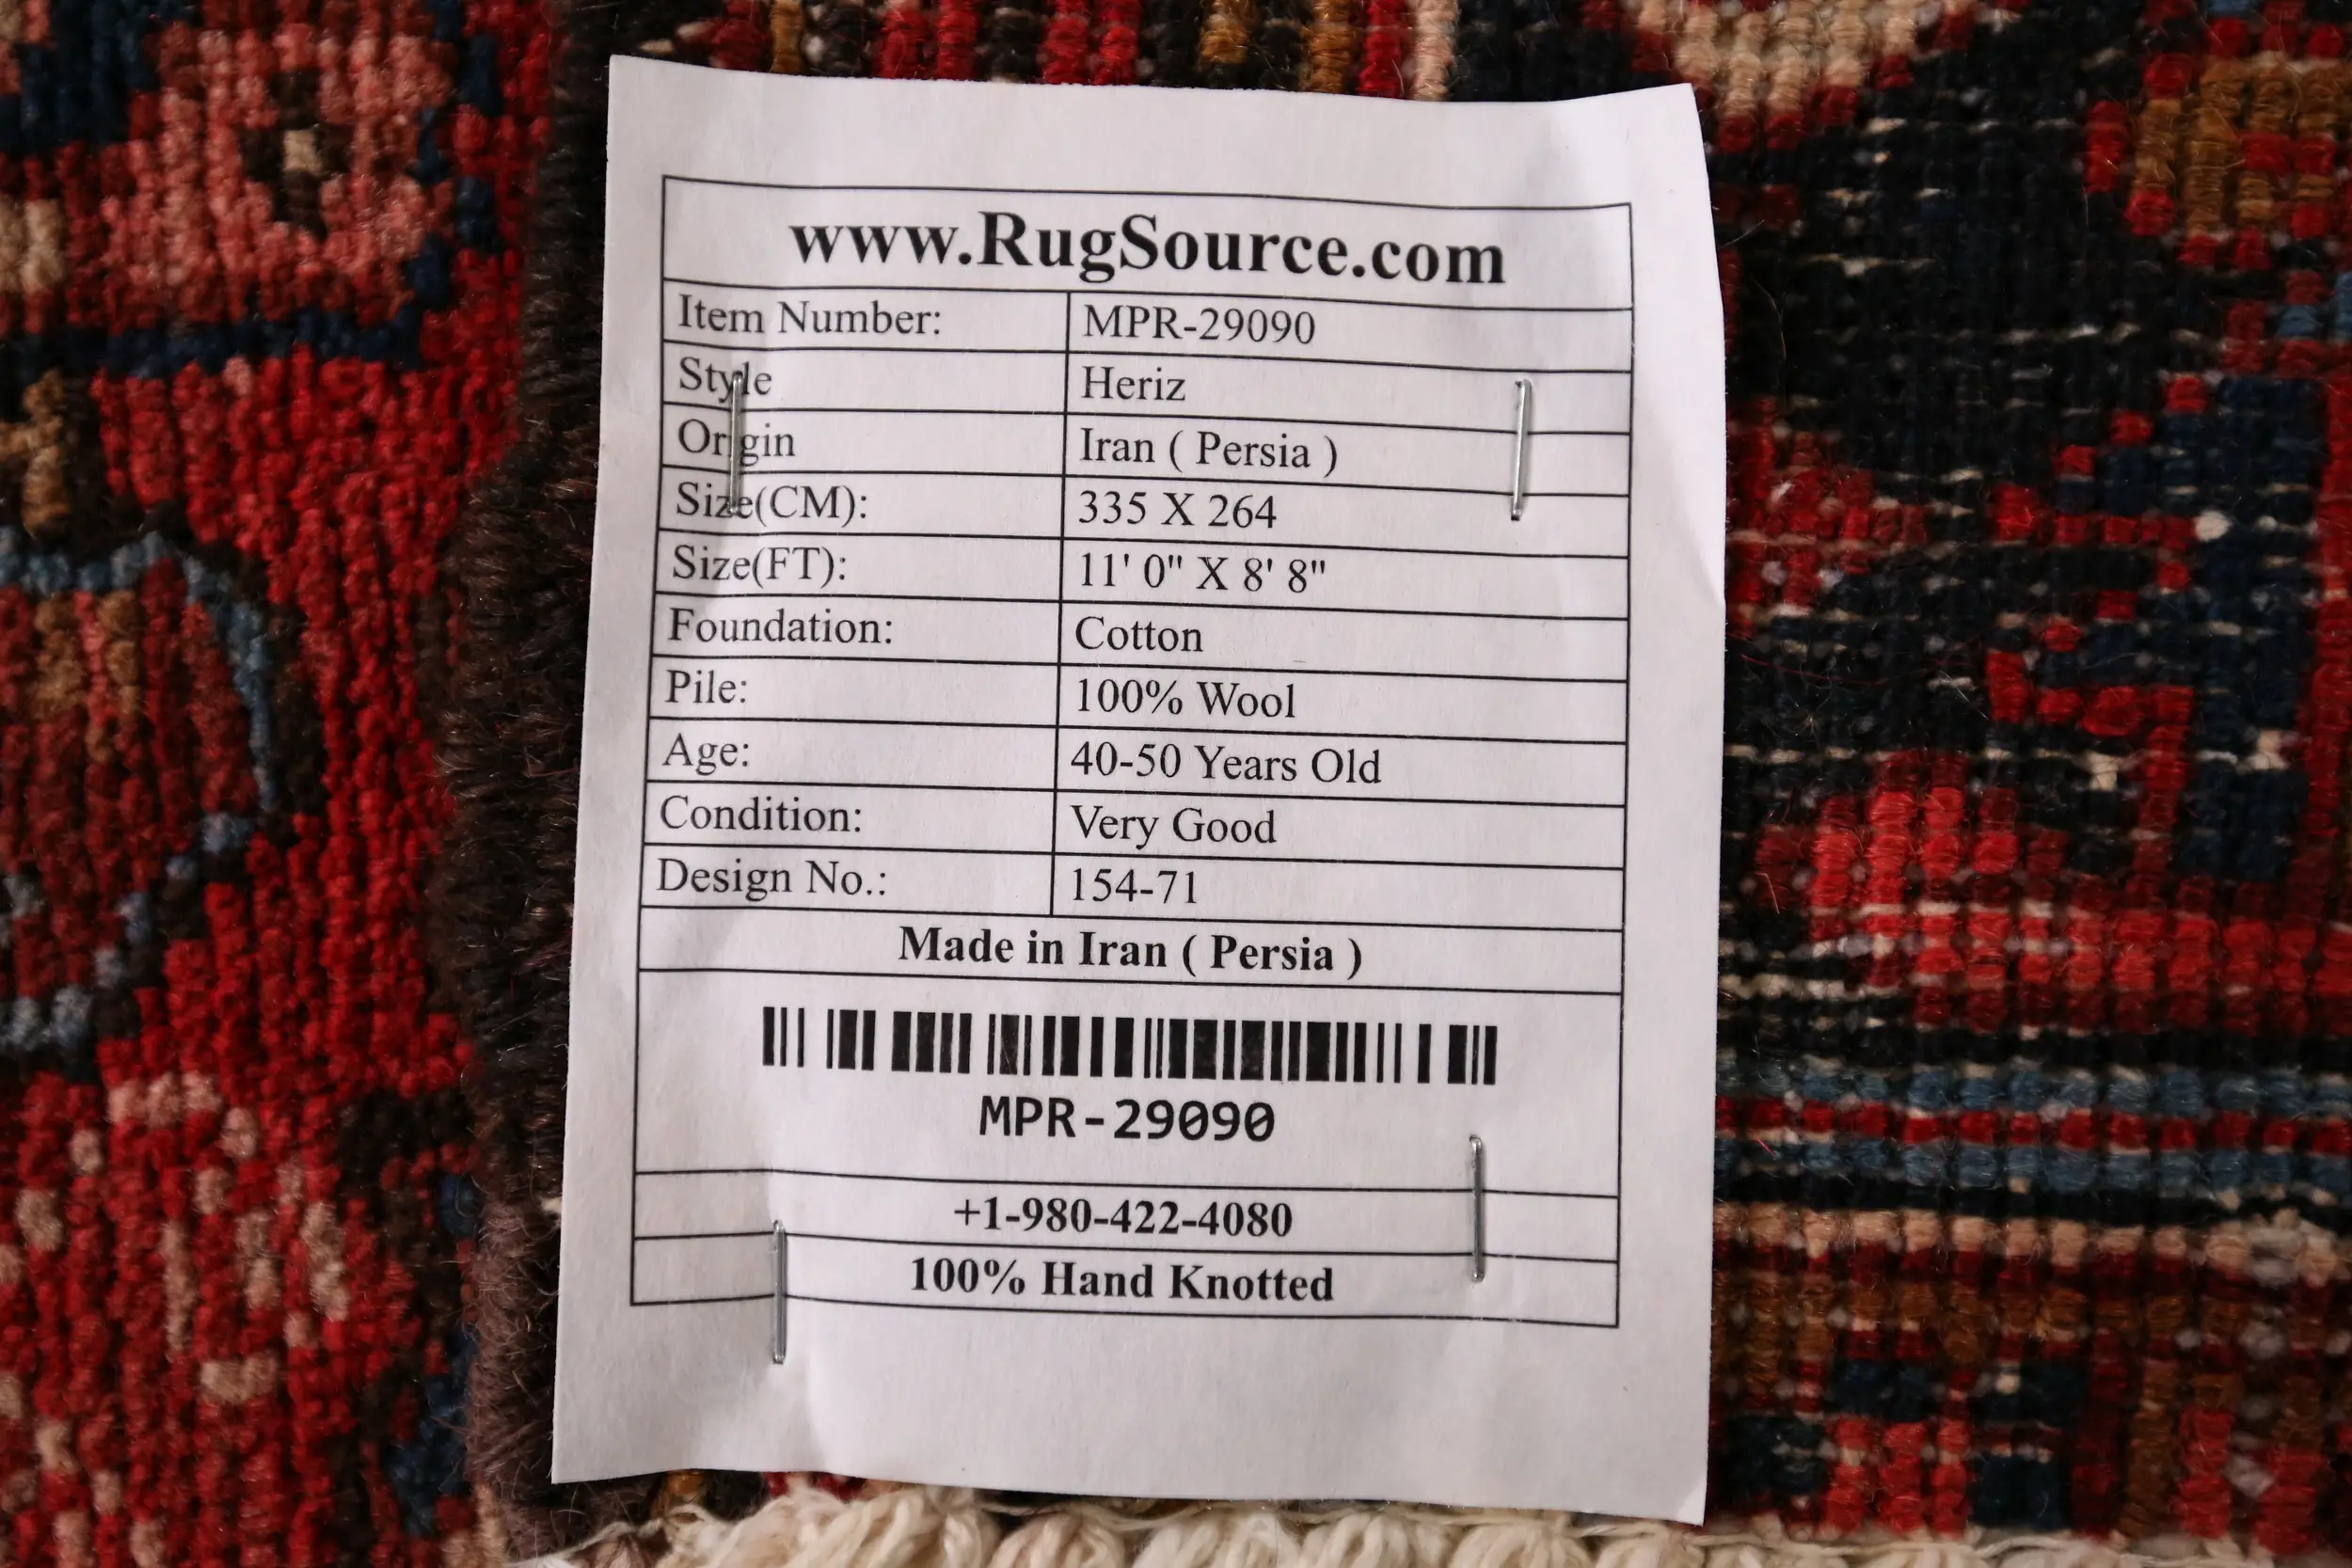 www.RugSource.com
Item Number: MPR-29090
Style Heriz
Origin Iran ( Persia )
Size(CM): 335 X 264
Size(FT): 11' 0" X 8' 8"
Foundation: Cotton
Pile: 100% Wool
Age: 40-50 Years Old
Condition: Very Good
Design No.: 154-71
Made in Iran ( Persia )
MPR-29090
+1-980-422-4080
100% Hand Knotted